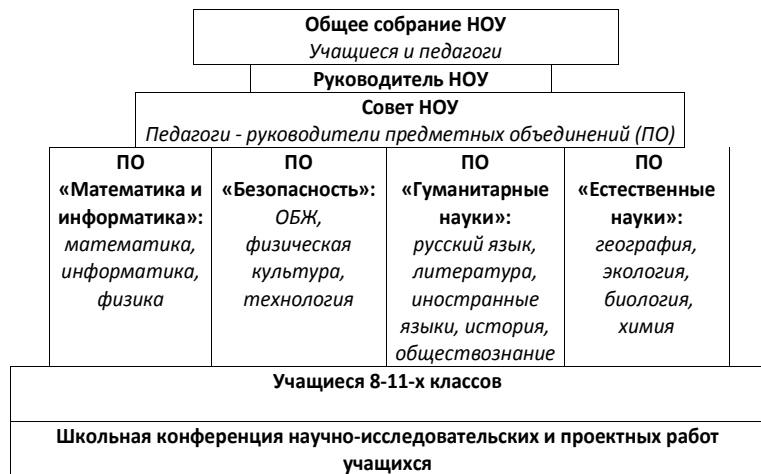 Общее собрание НОУ
Учащиеся и педагоги
Руководитель НОУ
Совет НОУ
Педагоги - руководители предметных объединений (ПО)
ПО
«Математика и
информатика»:
математика,
информатика,
физика
ПО
«Безопасность»:
ОБЖ,
физическая
культура,
технология
ПО
«Гуманитарные
науки»:
русский язык,
литература,
иностранные
языки, история,
обществознание
ПО
«Естественные
науки»:
география,
экология,
биология,
химия
Учащиеся 8-11-х классов
Школьная конференция научно-исследовательских и проектных работ
учащихся